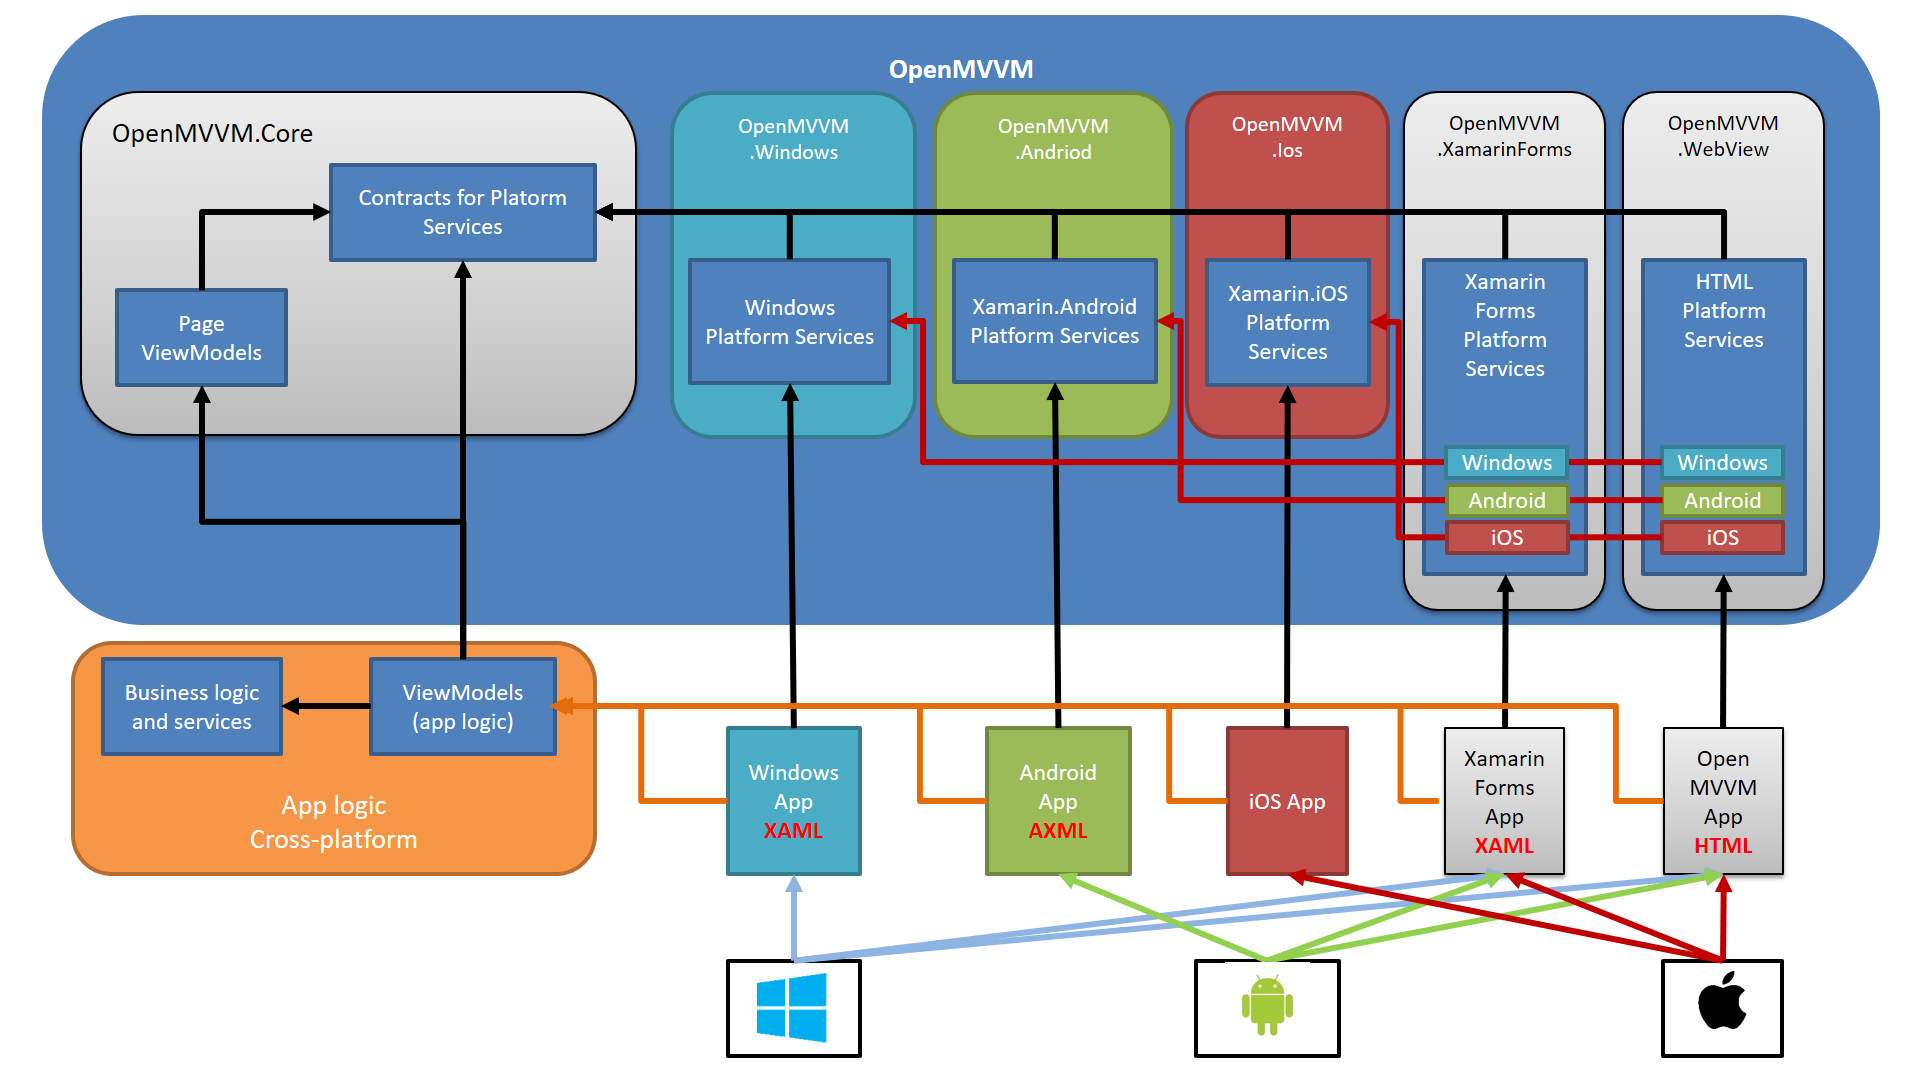 OpenMVVM
OpenMVVM.Core
Contracts for Platorm
Services
Page
ViewModels
OpenMVVM
.Windows
Windows
Platform Services
OpenMVVM
.Andriod
Xamarin.Android
Platform Services
OpenMVVM
.Ios
Xamarin.iOS
Platform
Services
OpenMVVM
.XamarinForms
Xamarin
Forms
Platform
Services
Windows
Android
iOS
OpenMVVM
.WebView
HTML
Platform
Services
Windows
Android
iOS
Business logic
and services
ViewModels
(app logic)
App logic
Cross-platform
Windows
App
XAML
Android
App
AXML
iOS App
Xamarin
Forms
App
XAML
Open
MVVM
App
HTML